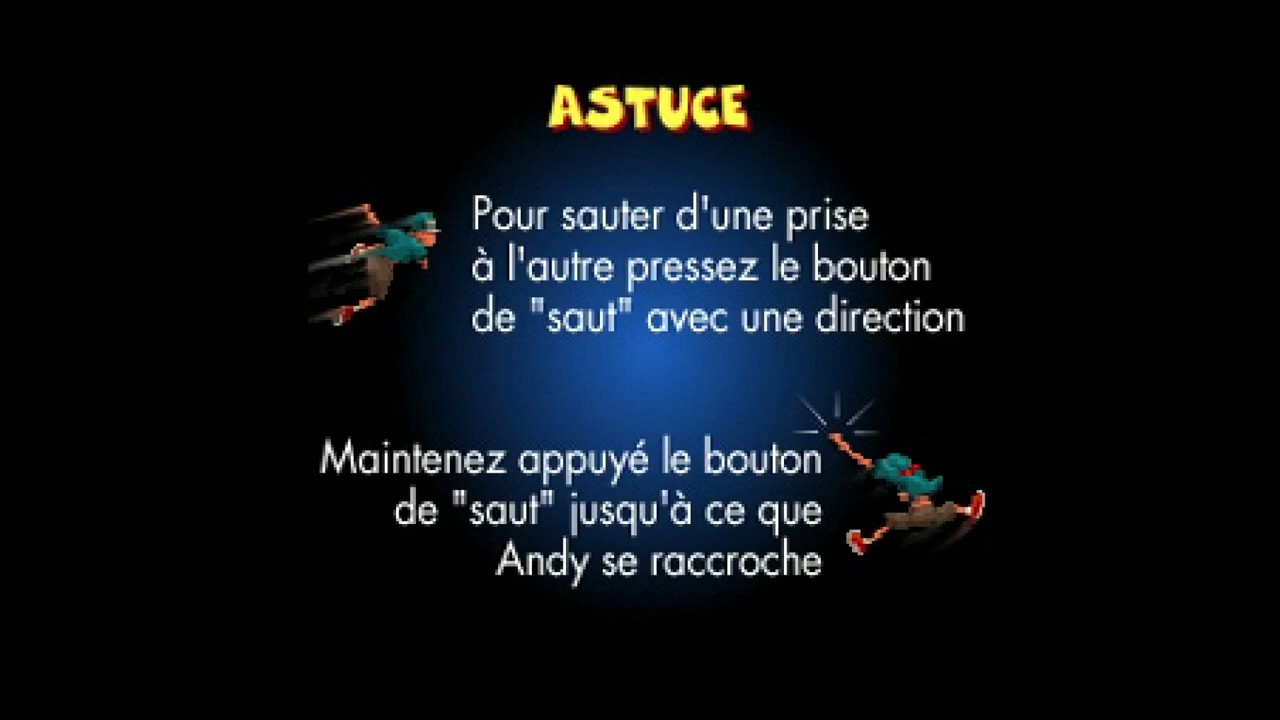 ASTUCE
Pour sauter d'une prise
à l'autre pressez le bouton
de "saut" avec une direction
Maintenez appuyé le bouton
de "saut" jusqu'à ce que
Andy se raccroche